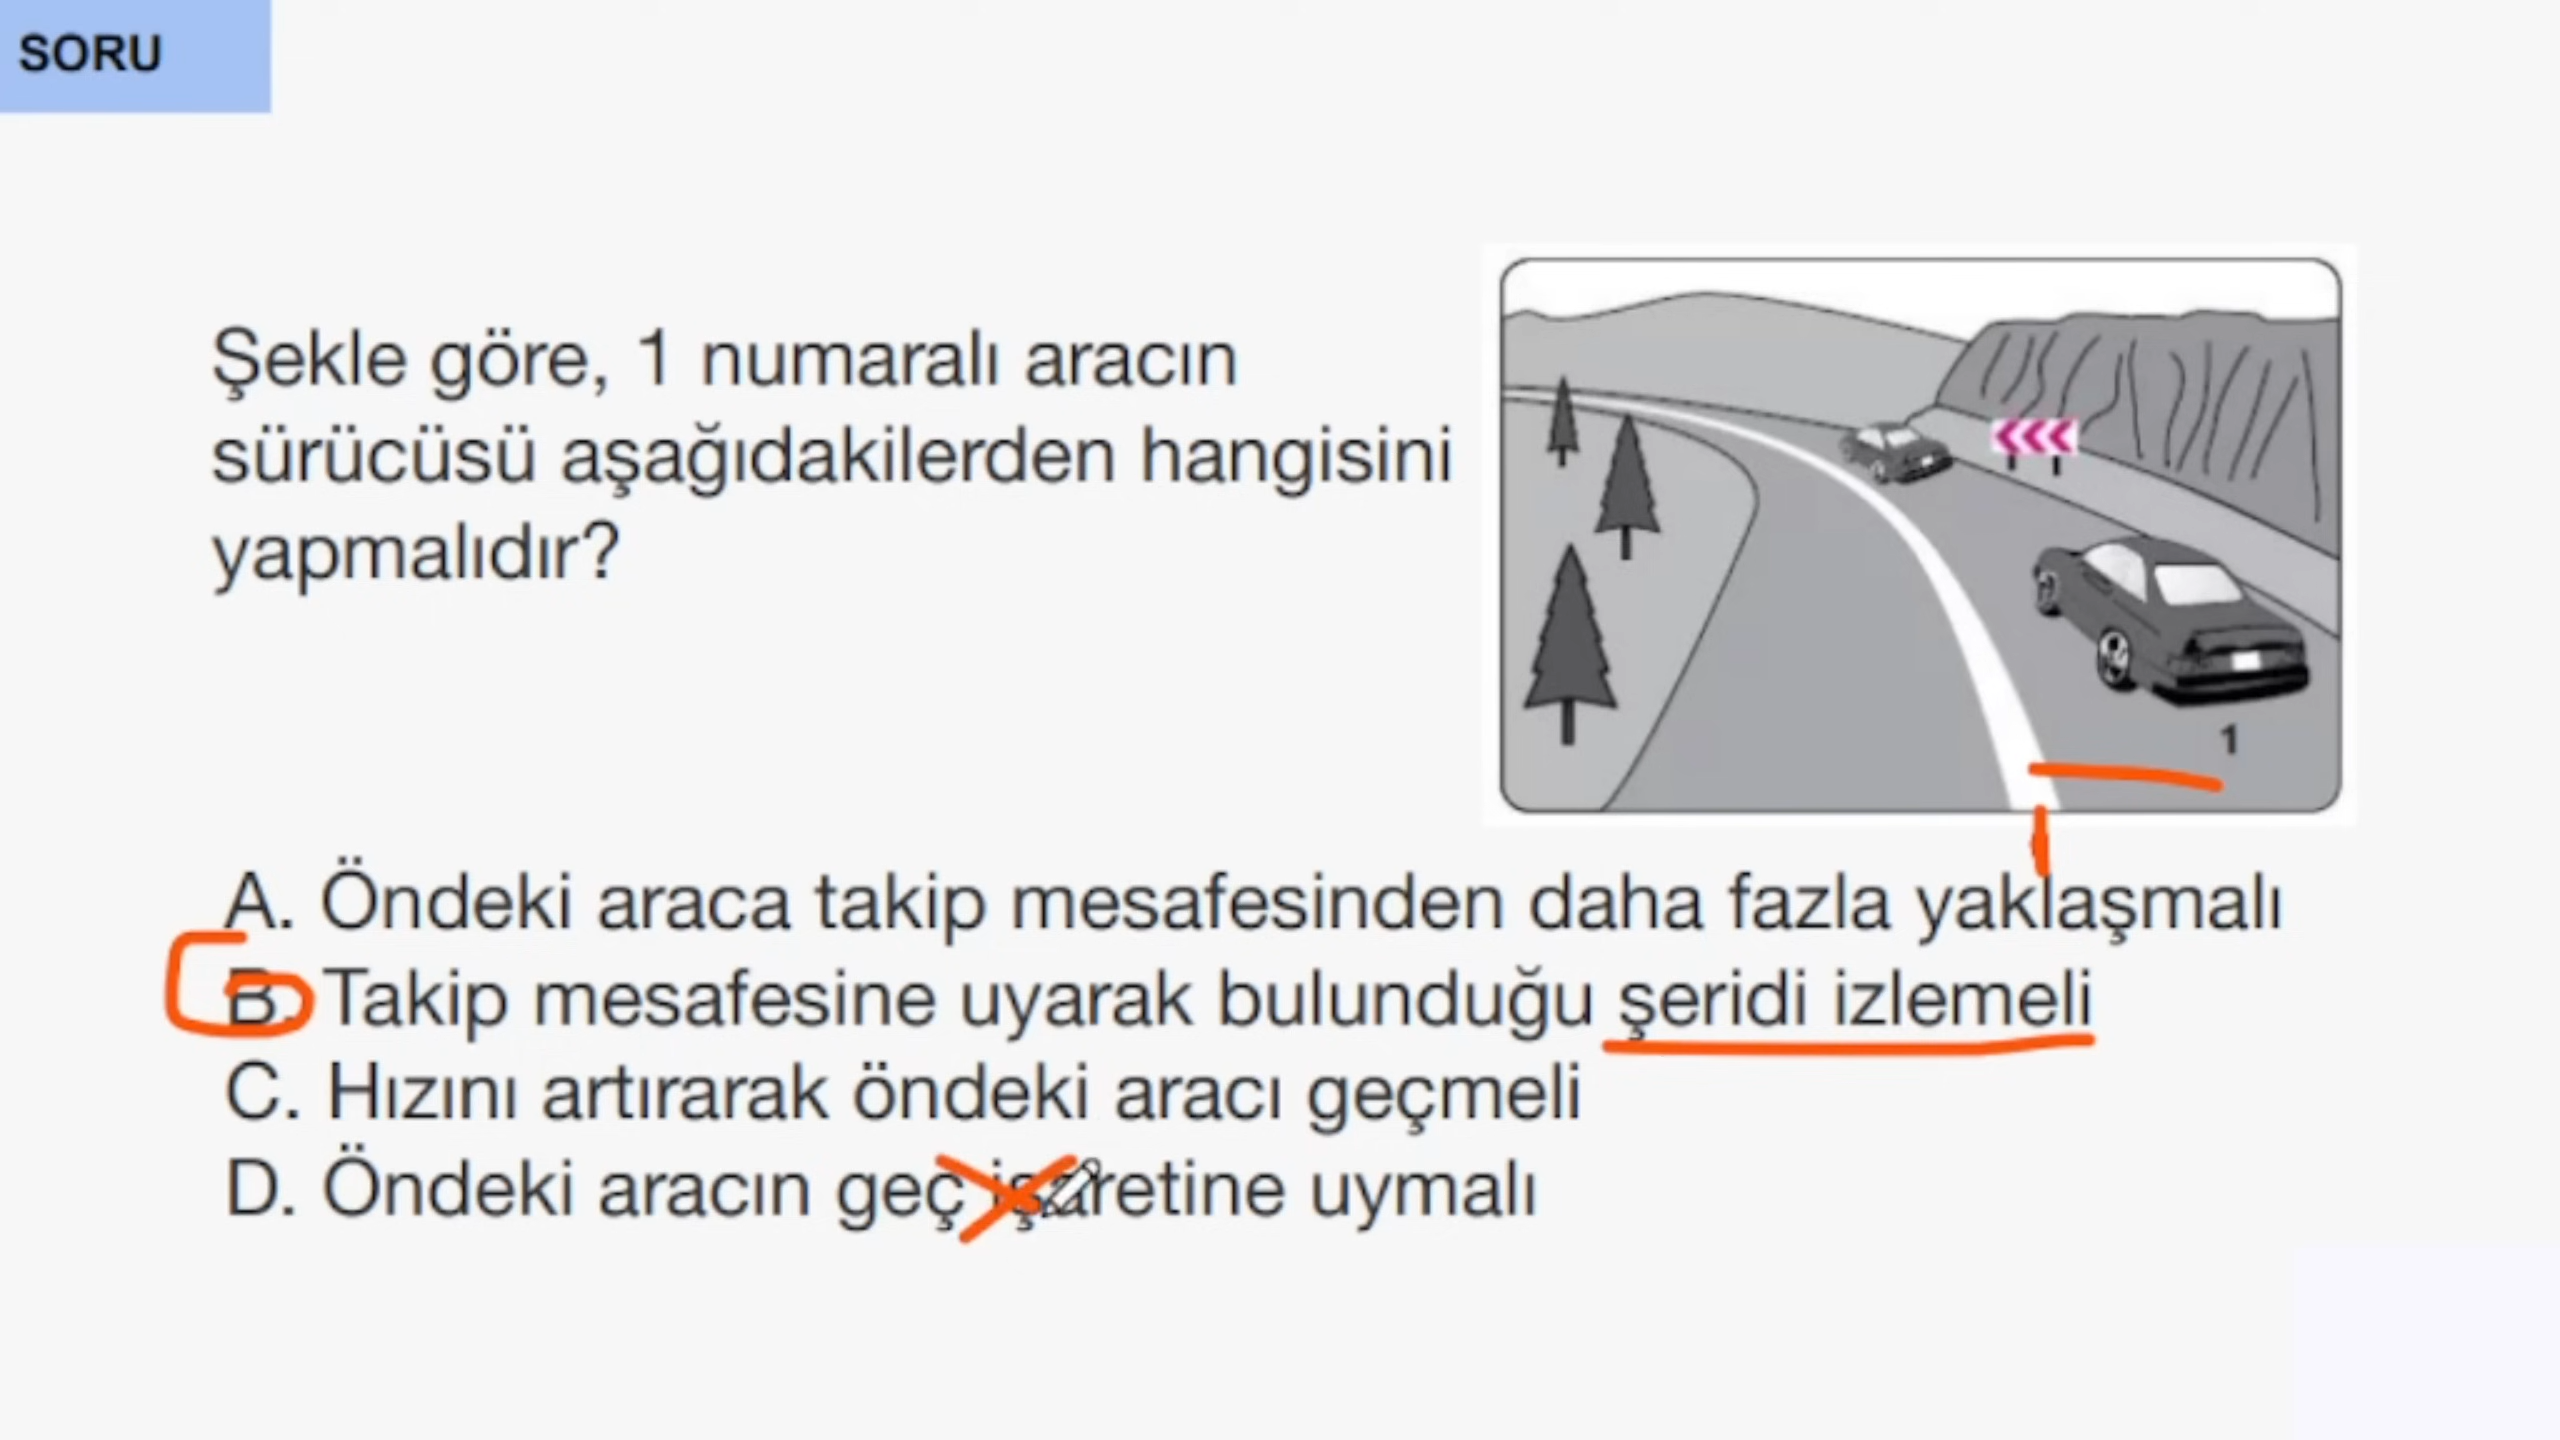 SORU
Şekle göre, 1 numaralı aracın
sürücüsü aşağıdakilerden hangisini
yapmalıdır?
1
A. Öndeki araca takip mesafesinden daha fazla yaklaşmalı
B. Takip mesafesine uyarak bulunduğu şeridi izlemeli
C. Hızını artırarak öndeki aracı geçmeli
D. Öndeki aracın geç işaretine uymalı